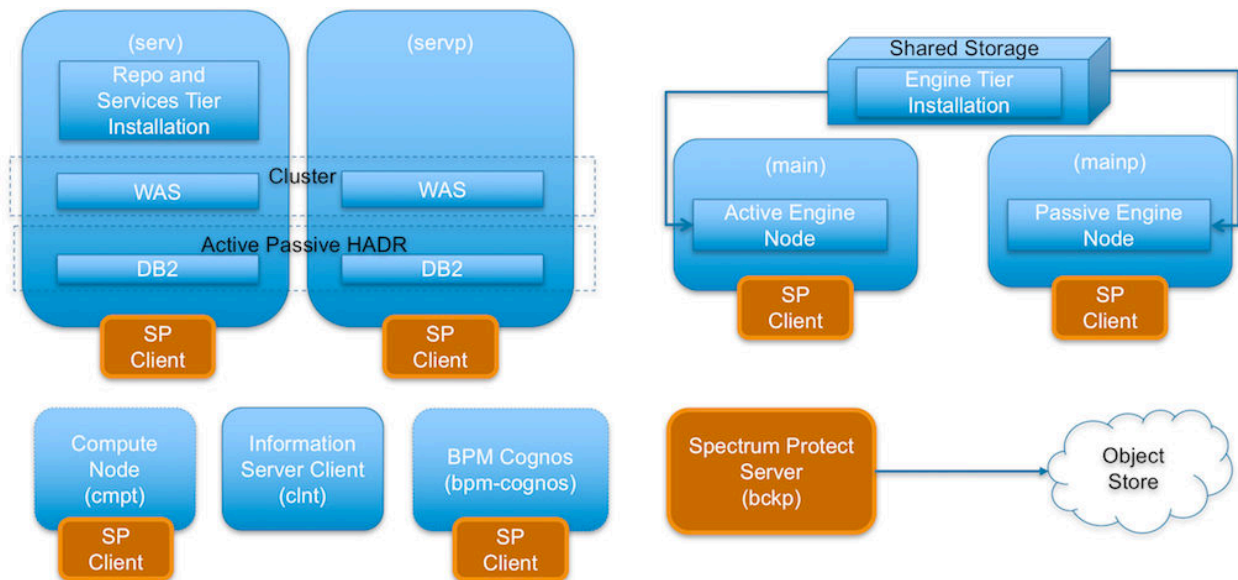 (serv)
Repo and
Services Tier
Installation
WAS
DB2
(servp)
WAS
DB2
Cluster
Active Passive HADR
SP
Client
SP
Client
Shared Storage
Engine Tier
Installation
(main)
Active Engine
Node
SP
Client
(mainp)
Passive Engine
Node
SP
Client
Compute
Node
(cmpt)
SP
Client
Information
Server Client
(clnt)
BPM Cognos
(bpm-cognos)
SP
Client
Spectrum Protect
Server
(bckp)
Object
Store